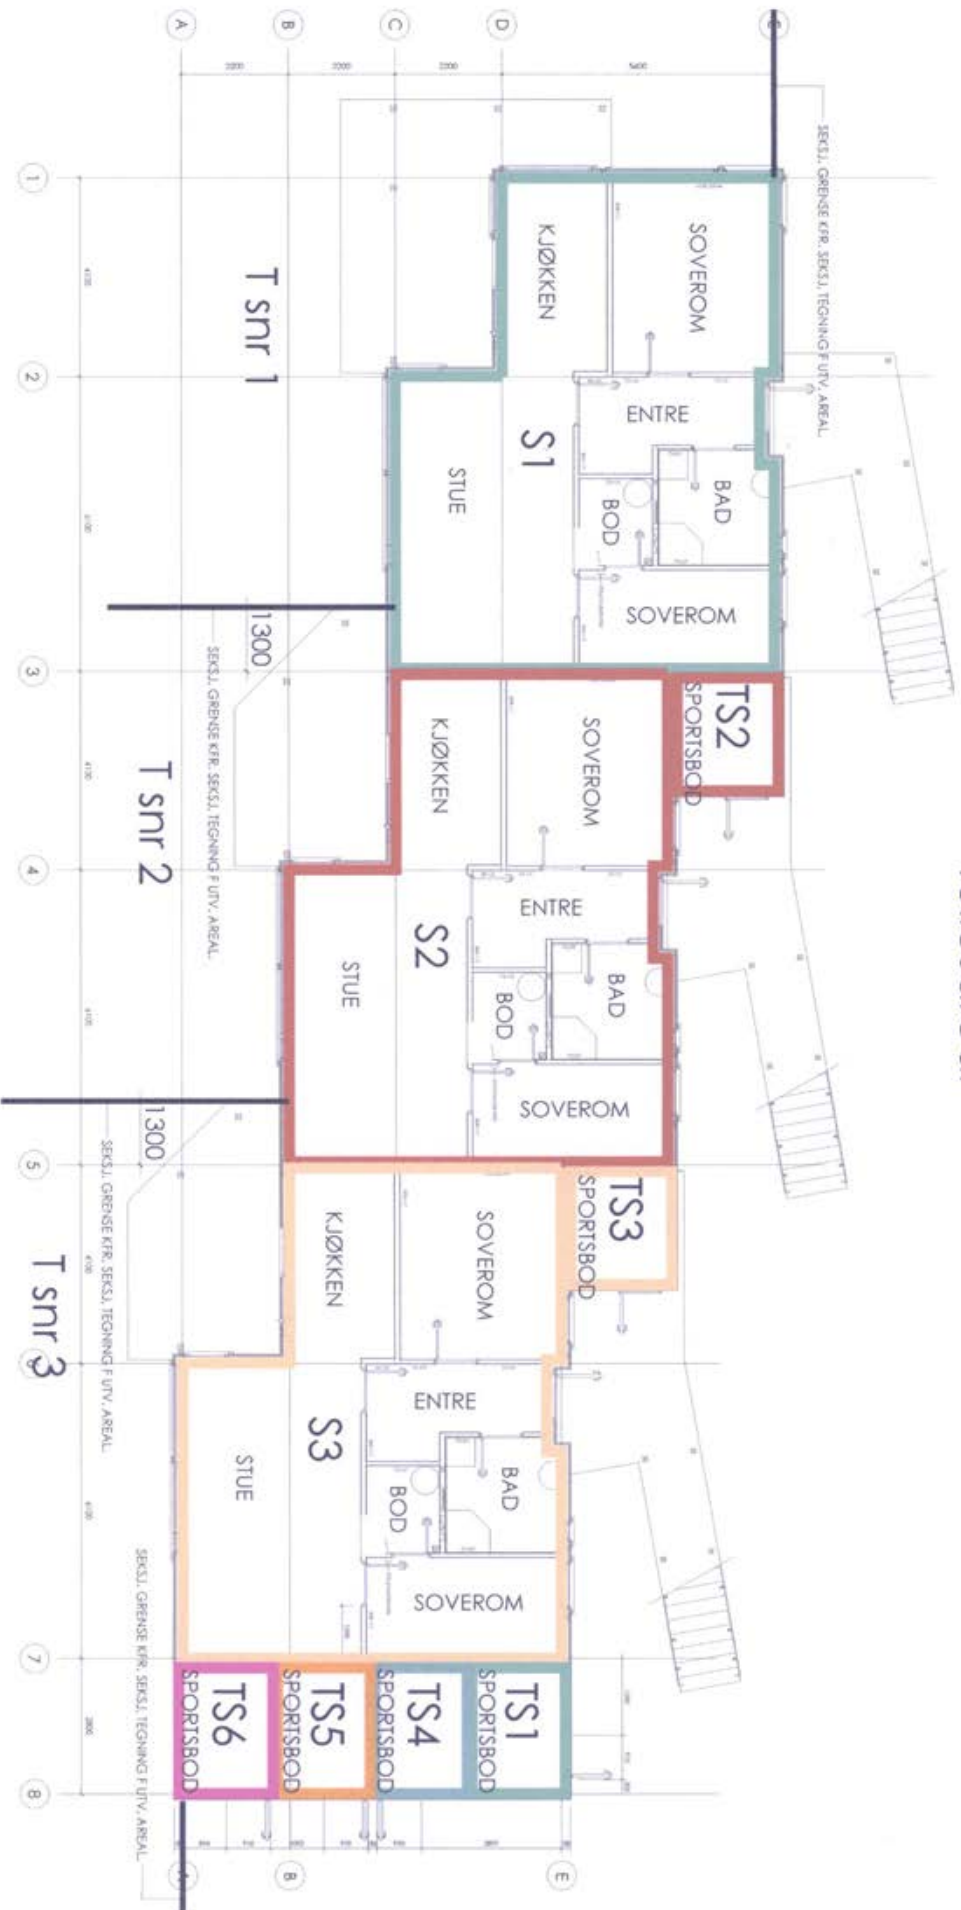 A
B
C
D
2200
2200
2200
5400
SEKSJ. GRENSE KFR. SEKSJ. TEGNING F UTV. AREAL.
1
2
3
4
5
7
8
T snr 1
KJØKKEN
SOVEROM
ENTRE
S1
STUE
BAD
BOD
SOVEROM
1300
SEKSJ. GRENSE KFR. SEKSJ. TEGNING F UTV. AREAL.
T snr 2
TS2
SPORTSBOD
KJØKKEN
SOVEROM
ENTRE
S2
STUE
BAD
BOD
SOVEROM
1300
SEKSJ. GRENSE KFR. SEKSJ. TEGNING F UTV. AREAL.
T snr 3
TS3
SPORTSBOD
KJØKKEN
SOVEROM
ENTRE
S3
STUE
BAD
BOD
SOVEROM
SEKSJ. GRENSE KFR. SEKSJ. TEGNING F UTV. AREAL.
TS6
SPORTSBOD
TS5
SPORTSBOD
TS4
SPORTSBOD
TS1
SPORTSBOD
B
E